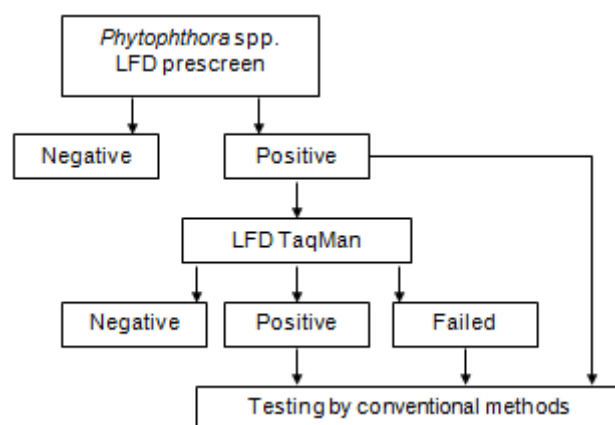 Phytophthora spp.
LFD prescreen
Negative
Positive
LFD TaqMan
Negative
Positive
Failed
Testing by conventional methods